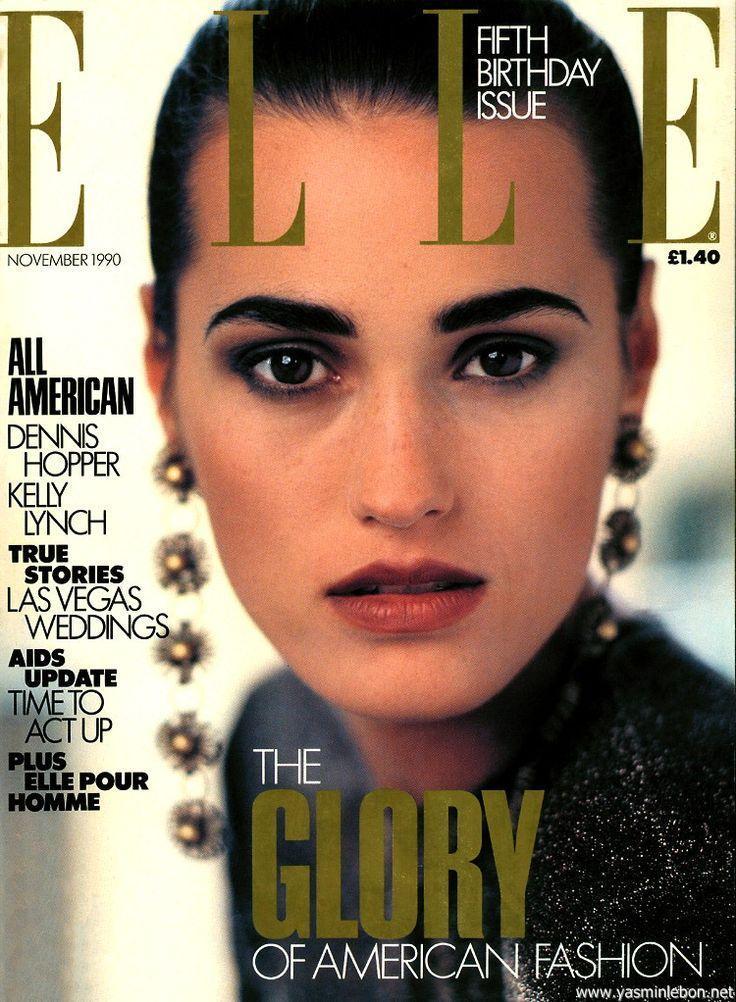 ELLE
FIFTH
BIRTHDAY
ISSUE
®
NOVEMBER 1990
£1.40
ALL
AMERICAN
DENNIS
HOPPER
KELLY
LYNCH
TRUE
STORIES
LAS VEGAS
WEDDINGS
AIDS
UPDATE
TIME TO
ACT UP
PLUS
ELLE POUR
HOMME
THE
GLORY
OF AMERICAN FASHION
www.yasminlebon.net